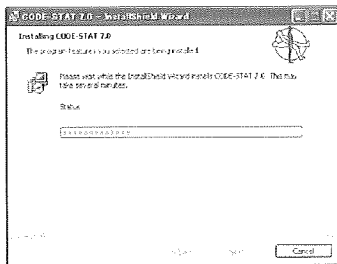 CODE-STAT 7.0 - InstallShield Wizard
Installing CODE-STAT 7.0
The program features you selected are being installed.
Please wait while the InstallShield Wizard installs CODE-STAT 7.0. This may
take several minutes.
Status:
Cancel